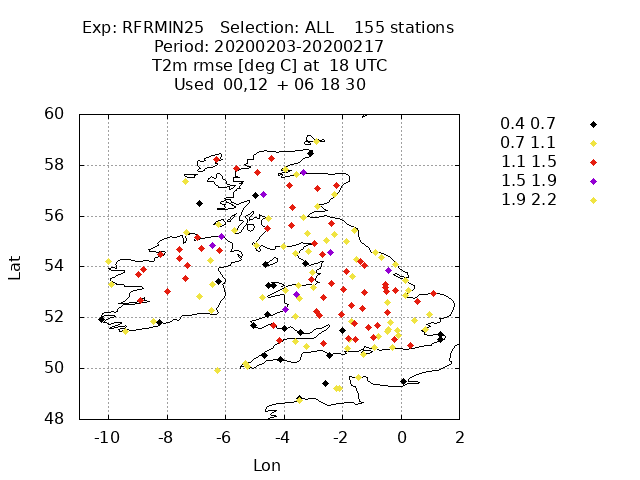 Exp: RFRMIN25 Selection: ALL 155 stations
Period: 20200203-20200217
T2m rmse [deg C] at 18 UTC
Used 00,12 + 06 18 30
60
58
56
54
52
50
48
Lat
-10 -8 -6 -4 -2 0 2
Lon
0.4 0.7
0.7 1.1
1.1 1.5
1.5 1.9
1.9 2.2